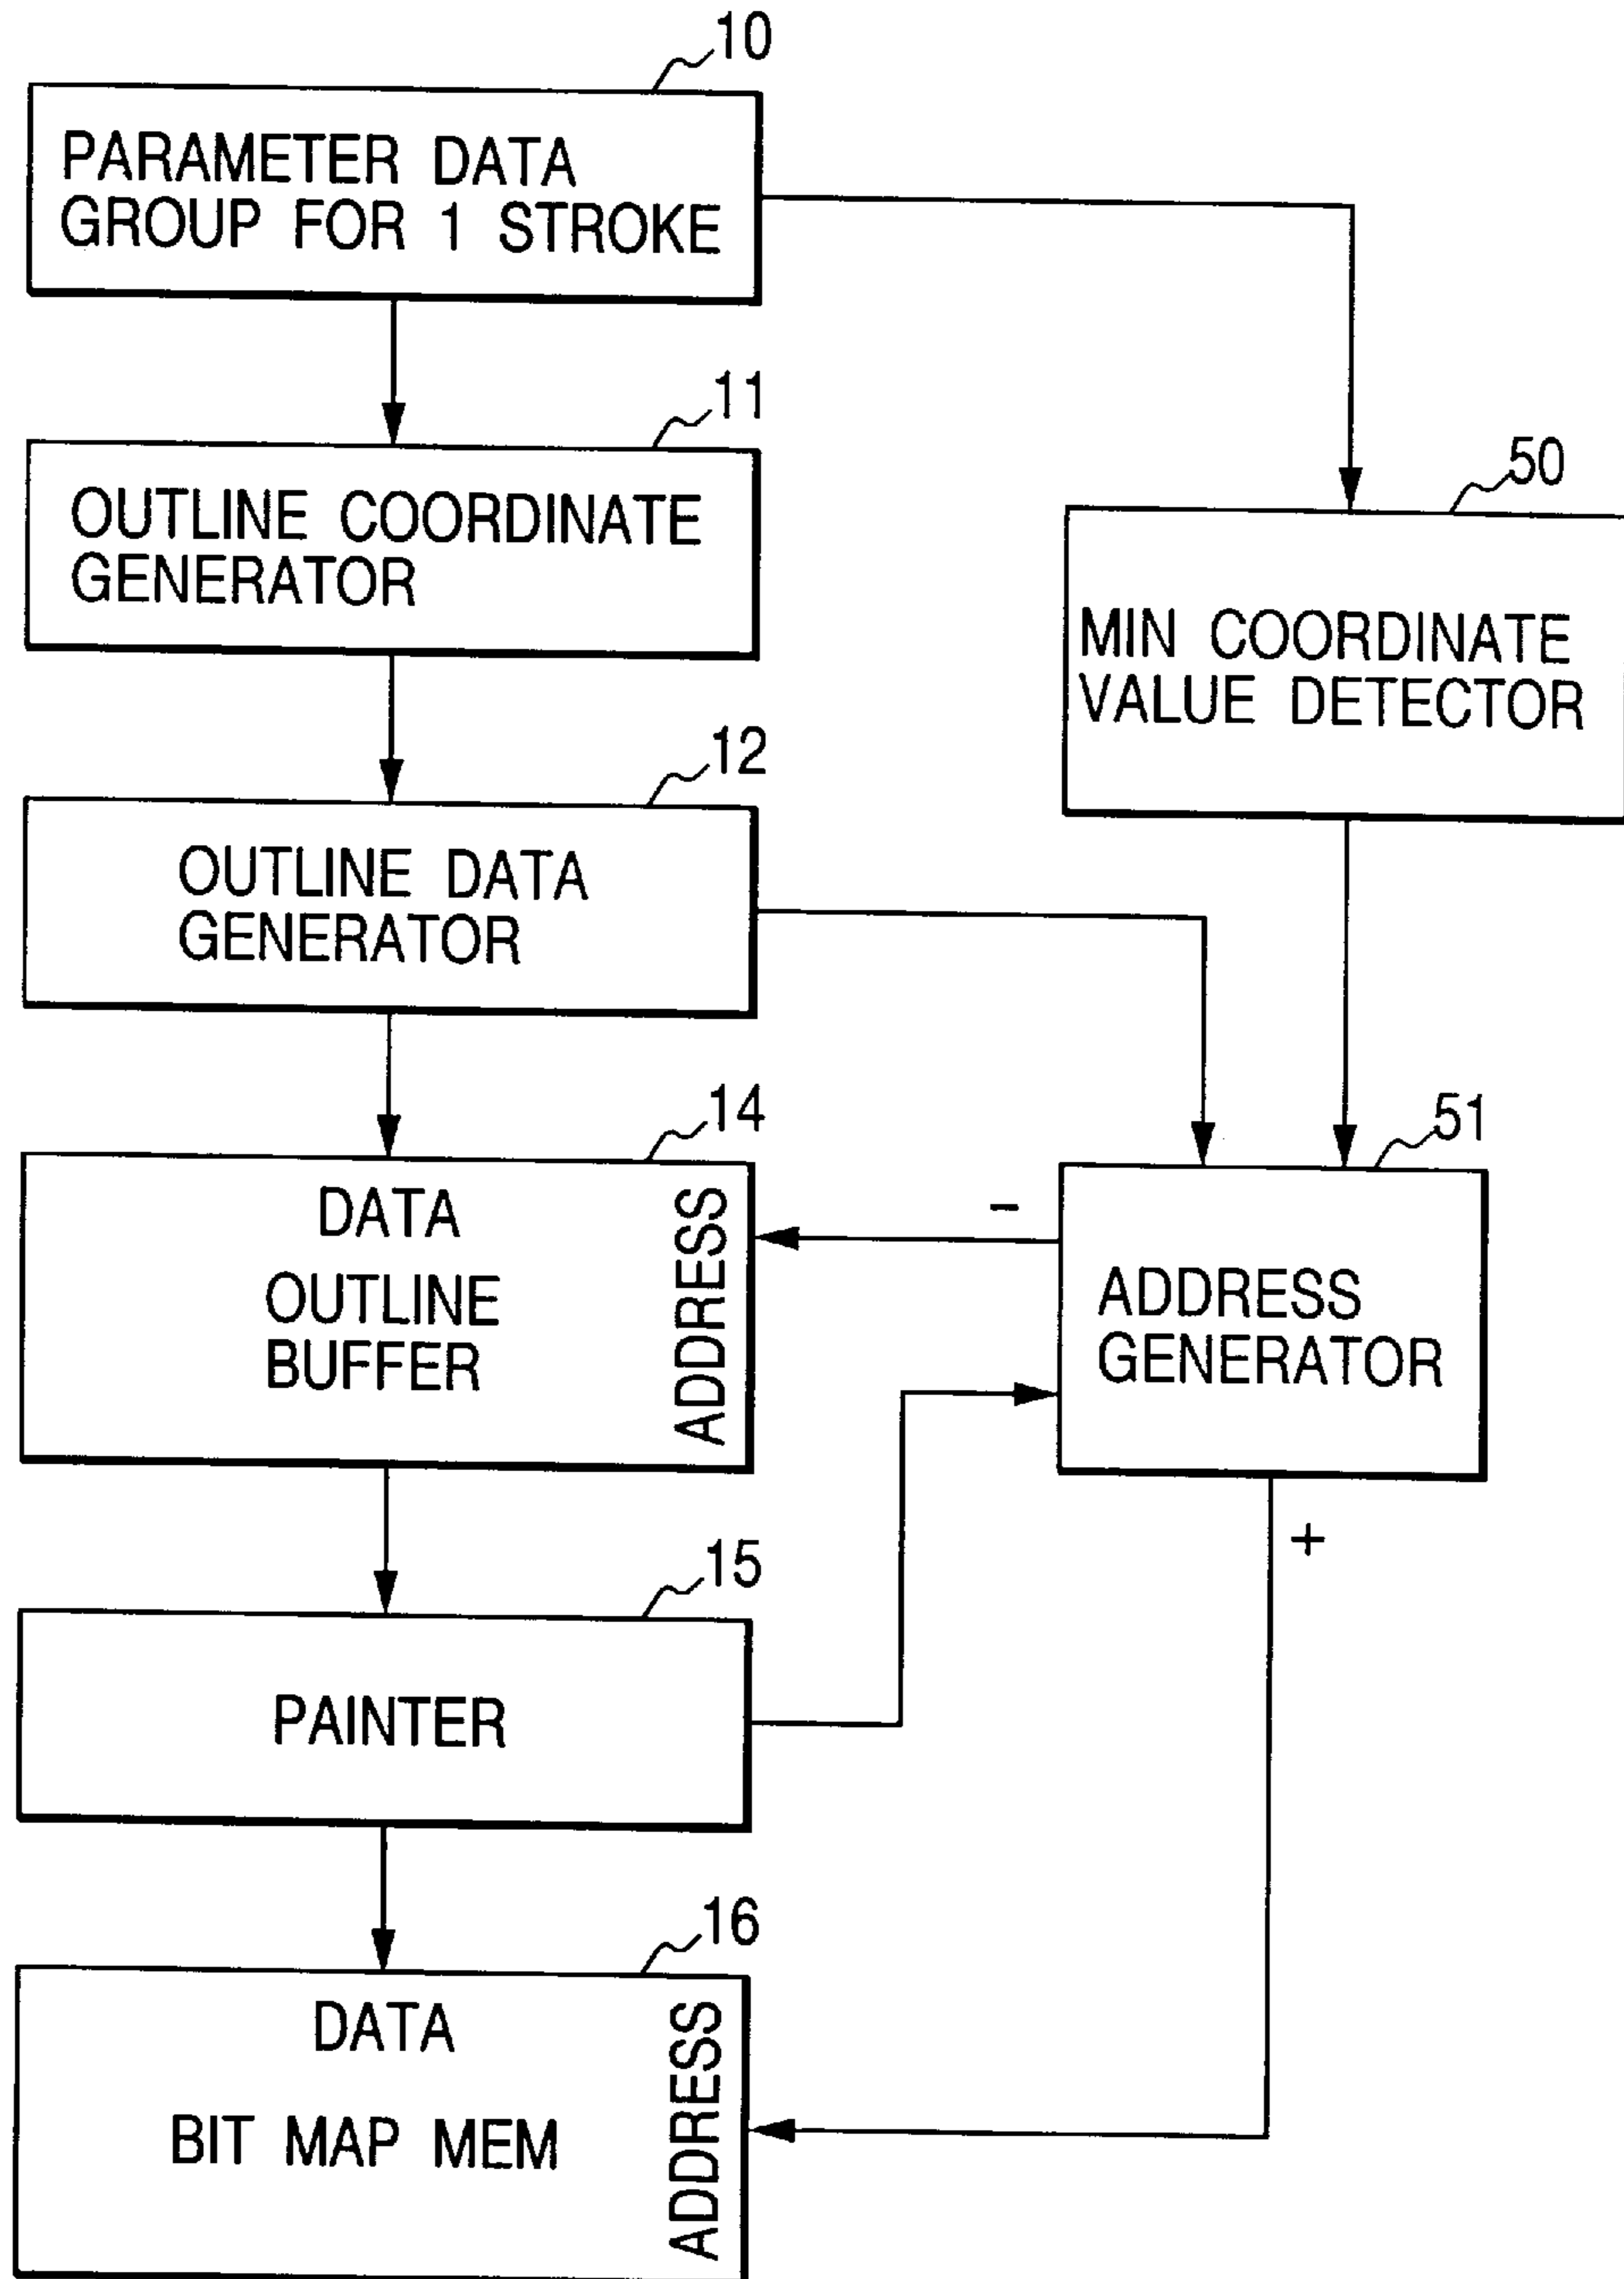 10
PARAMETER DATA
GROUP FOR 1 STROKE
11
OUTLINE COORDINATE
GENERATOR
50
MIN COORDINATE
VALUE DETECTOR
12
OUTLINE DATA
GENERATOR
14
DATA
OUTLINE
BUFFER
ADDRESS
51
-
ADDRESS
GENERATOR
+
15
PAINTER
16
DATA
BIT MAP MEM
ADDRESS